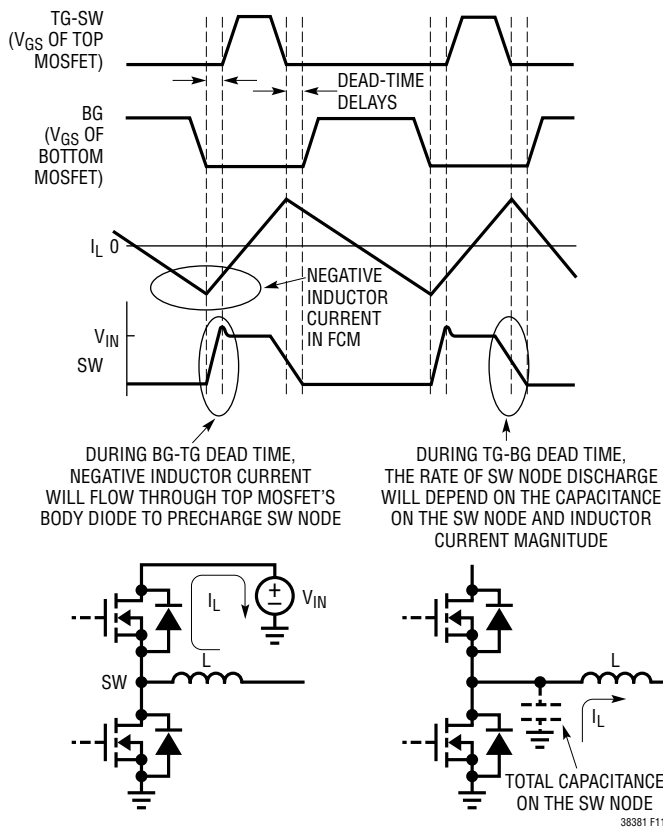 TG-SW
(VGS OF TOP
MOSFET)
DEAD-TIME
DELAYS
BG
(VGS OF
BOTTOM
MOSFET)
IL 0
NEGATIVE
INDUCTOR
CURRENT
IN FCM
VIN
SW
DURING BG-TG DEAD TIME,
NEGATIVE INDUCTOR CURRENT
WILL FLOW THROUGH TOP MOSFET'S
BODY DIODE TO PRECHARGE SW NODE
DURING TG-BG DEAD TIME,
THE RATE OF SW NODE DISCHARGE
WILL DEPEND ON THE CAPACITANCE
ON THE SW NODE AND INDUCTOR
CURRENT MAGNITUDE
IL
+
−
VIN
L
SW
L
IL
TOTAL CAPACITANCE
ON THE SW NODE
38381 F11